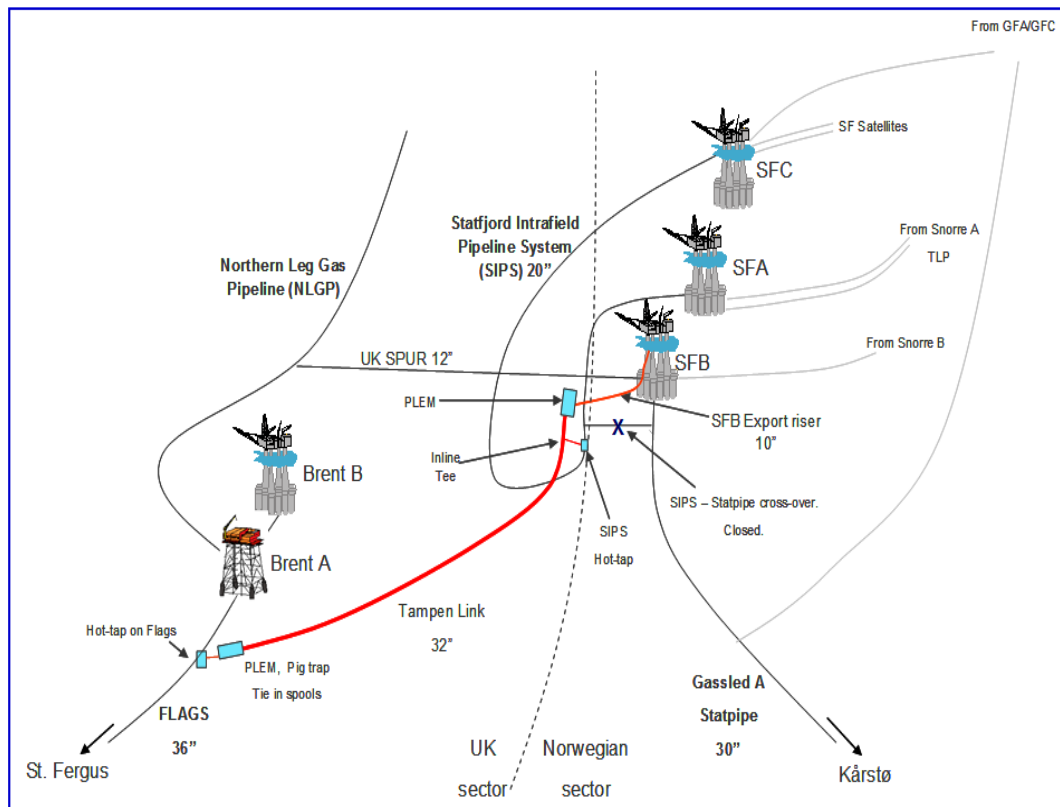 From GFA/GFC
SF Satellites
SFC
Statfjord Intrafield
Pipeline System
(SIPS) 20”
From Snorre A
TLP
SFA
Northern Leg Gas
Pipeline (NLGP)
From Snorre B
SFB
UK SPUR 12”
PLEM
SFB Export riser
10”
Inline
Tee
Brent B
X
SIPS – Statpipe cross-over.
Closed.
SIPS
Hot-tap
Brent A
Tampen Link
32”
Hot-tap on Flags
PLEM, Pig trap
Tie in spools
FLAGS
36”
Gassled A
Statpipe
30”
UK
sector
Norwegian
sector
St. Fergus
Kårstø